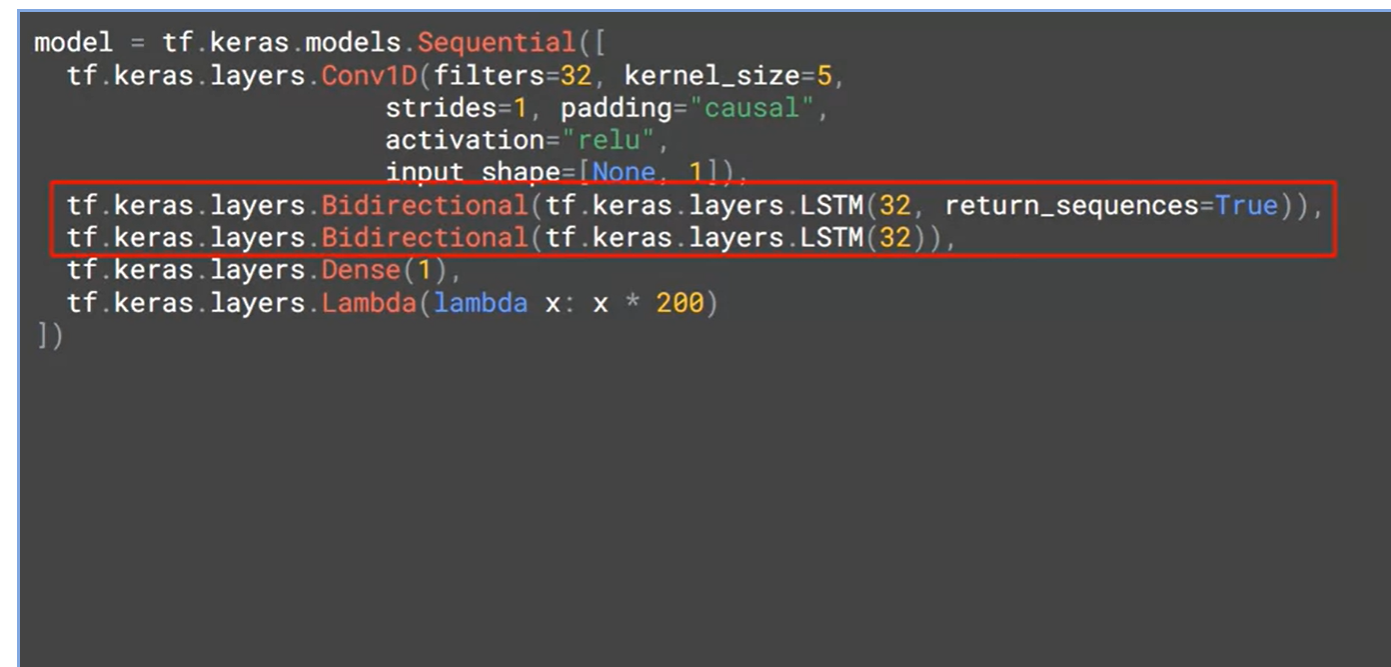 model = tf.keras.models.Sequential([
  tf.keras.layers.Conv1D(filters=32, kernel_size=5,
                      strides=1, padding="causal",
                      activation="relu",
                      input_shape=[None, 1]),
  tf.keras.layers.Bidirectional(tf.keras.layers.LSTM(32, return_sequences=True)),
  tf.keras.layers.Bidirectional(tf.keras.layers.LSTM(32)),
  tf.keras.layers.Dense(1),
  tf.keras.layers.Lambda(lambda x: x * 200)
])